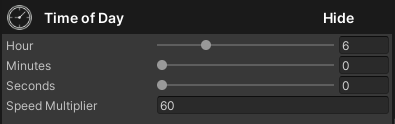 Time of Day Hide
Hour 6
Minutes 0
Seconds 0
Speed Multiplier 60